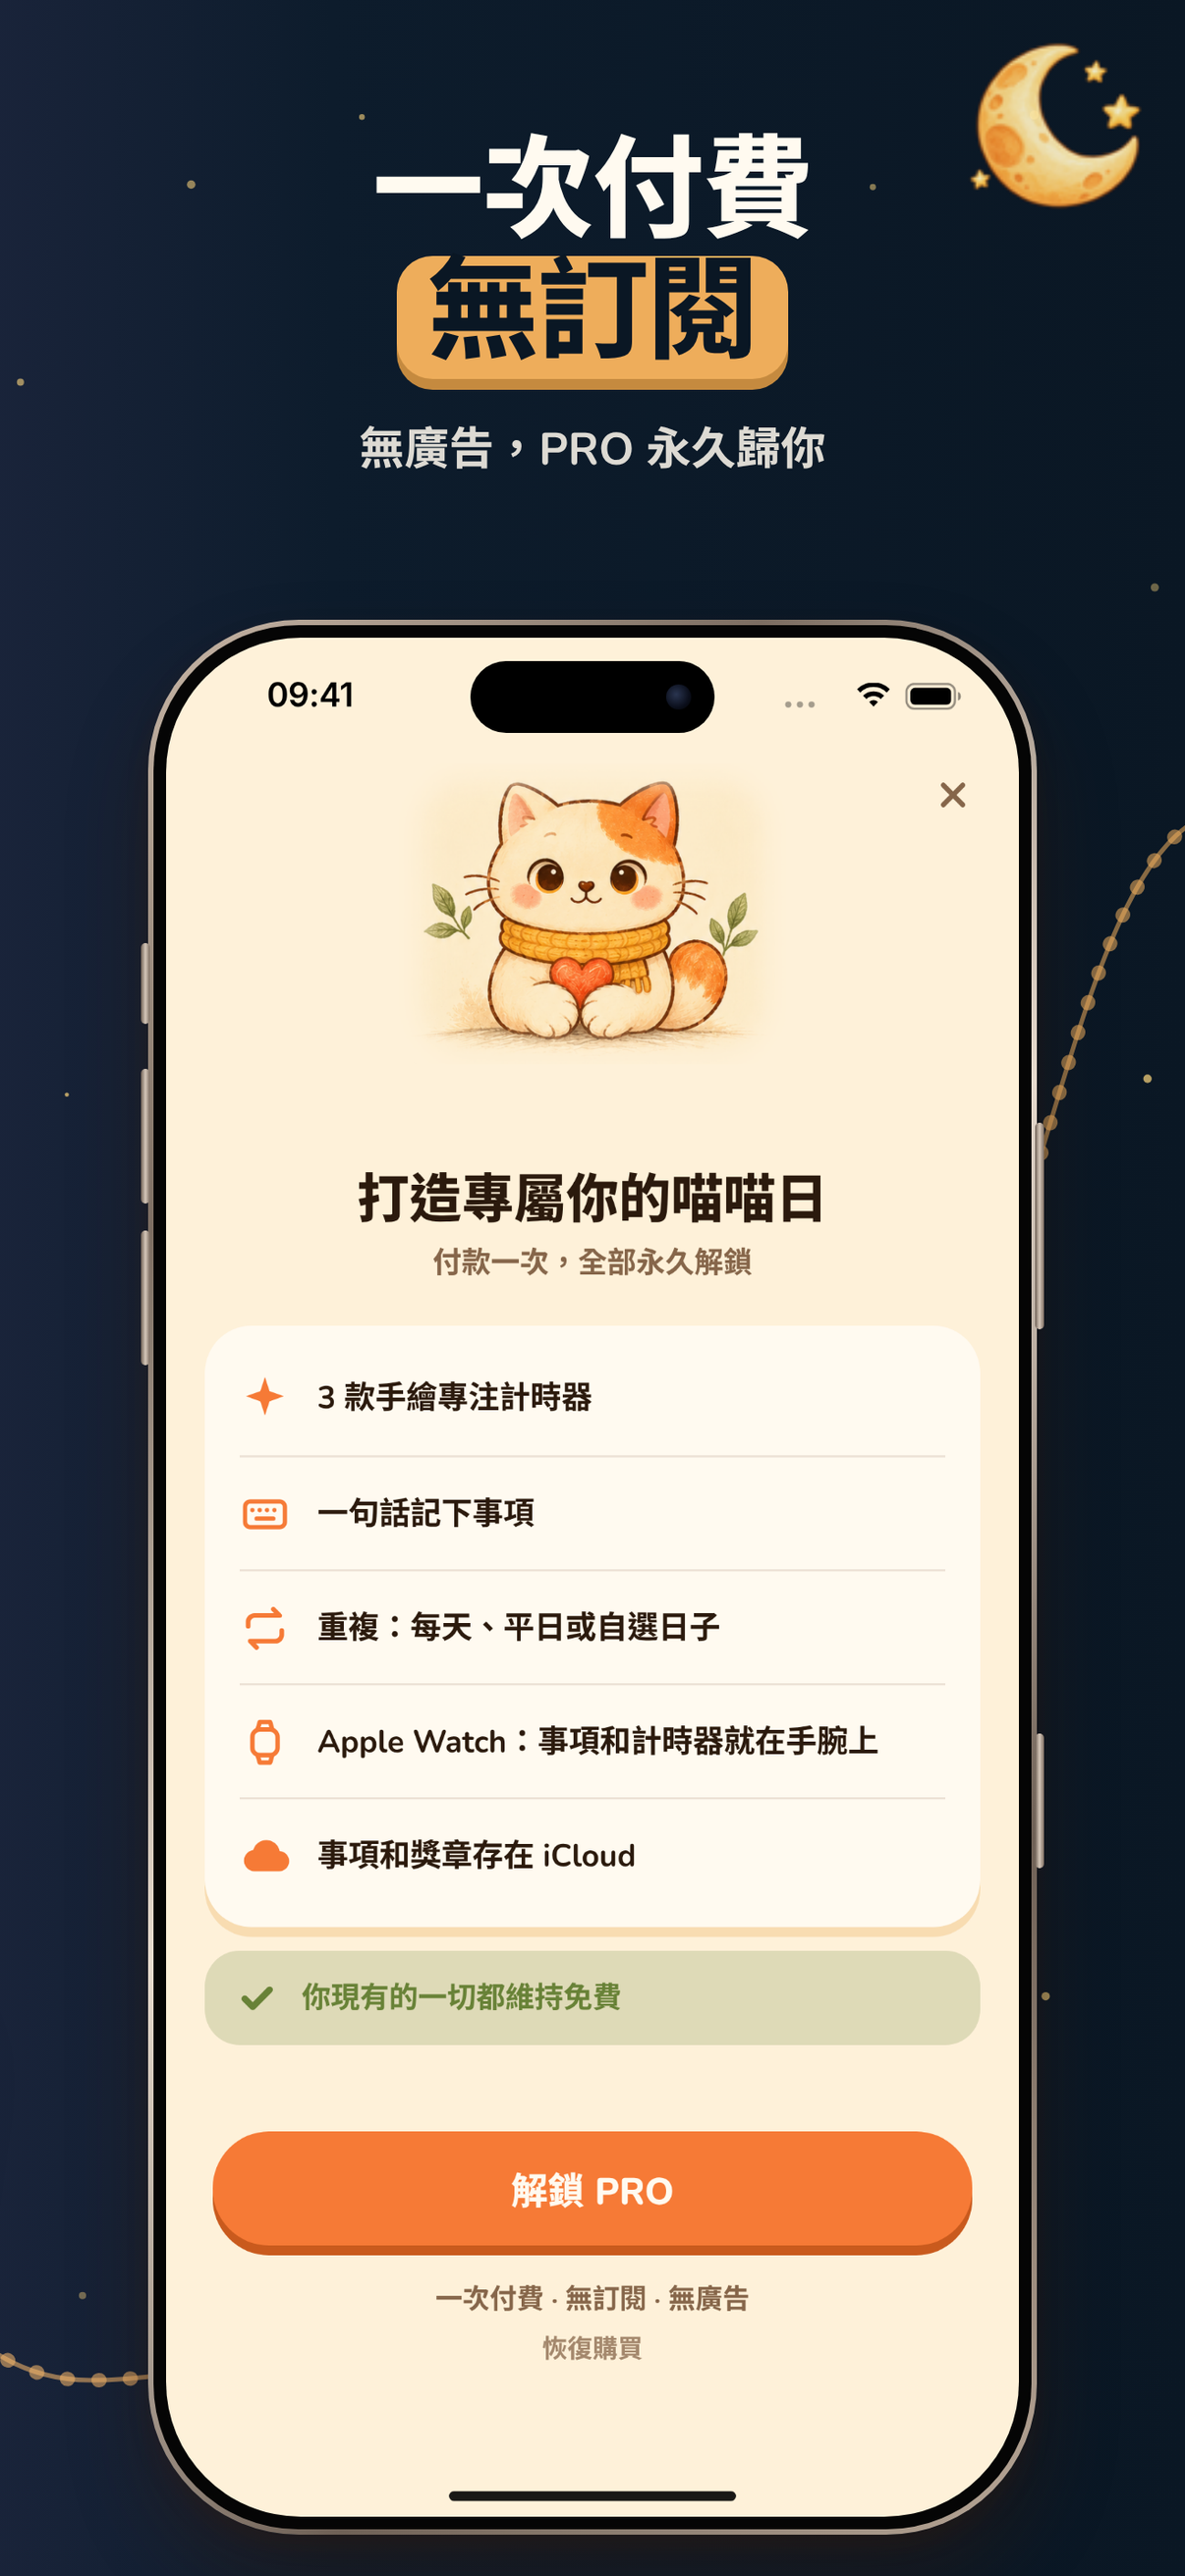 一次付費
無訂閱
無廣告，PRO 永久歸你
09:41
打造專屬你的喵喵日
付款一次，全部永久解鎖
3 款手繪專注計時器
一句話記下事項
重複：每天、平日或自選日子
Apple Watch：事項和計時器就在手腕上
事項和獎章存在 iCloud
你現有的一切都維持免費
解鎖 PRO
一次付費 · 無訂閱 · 無廣告
恢復購買